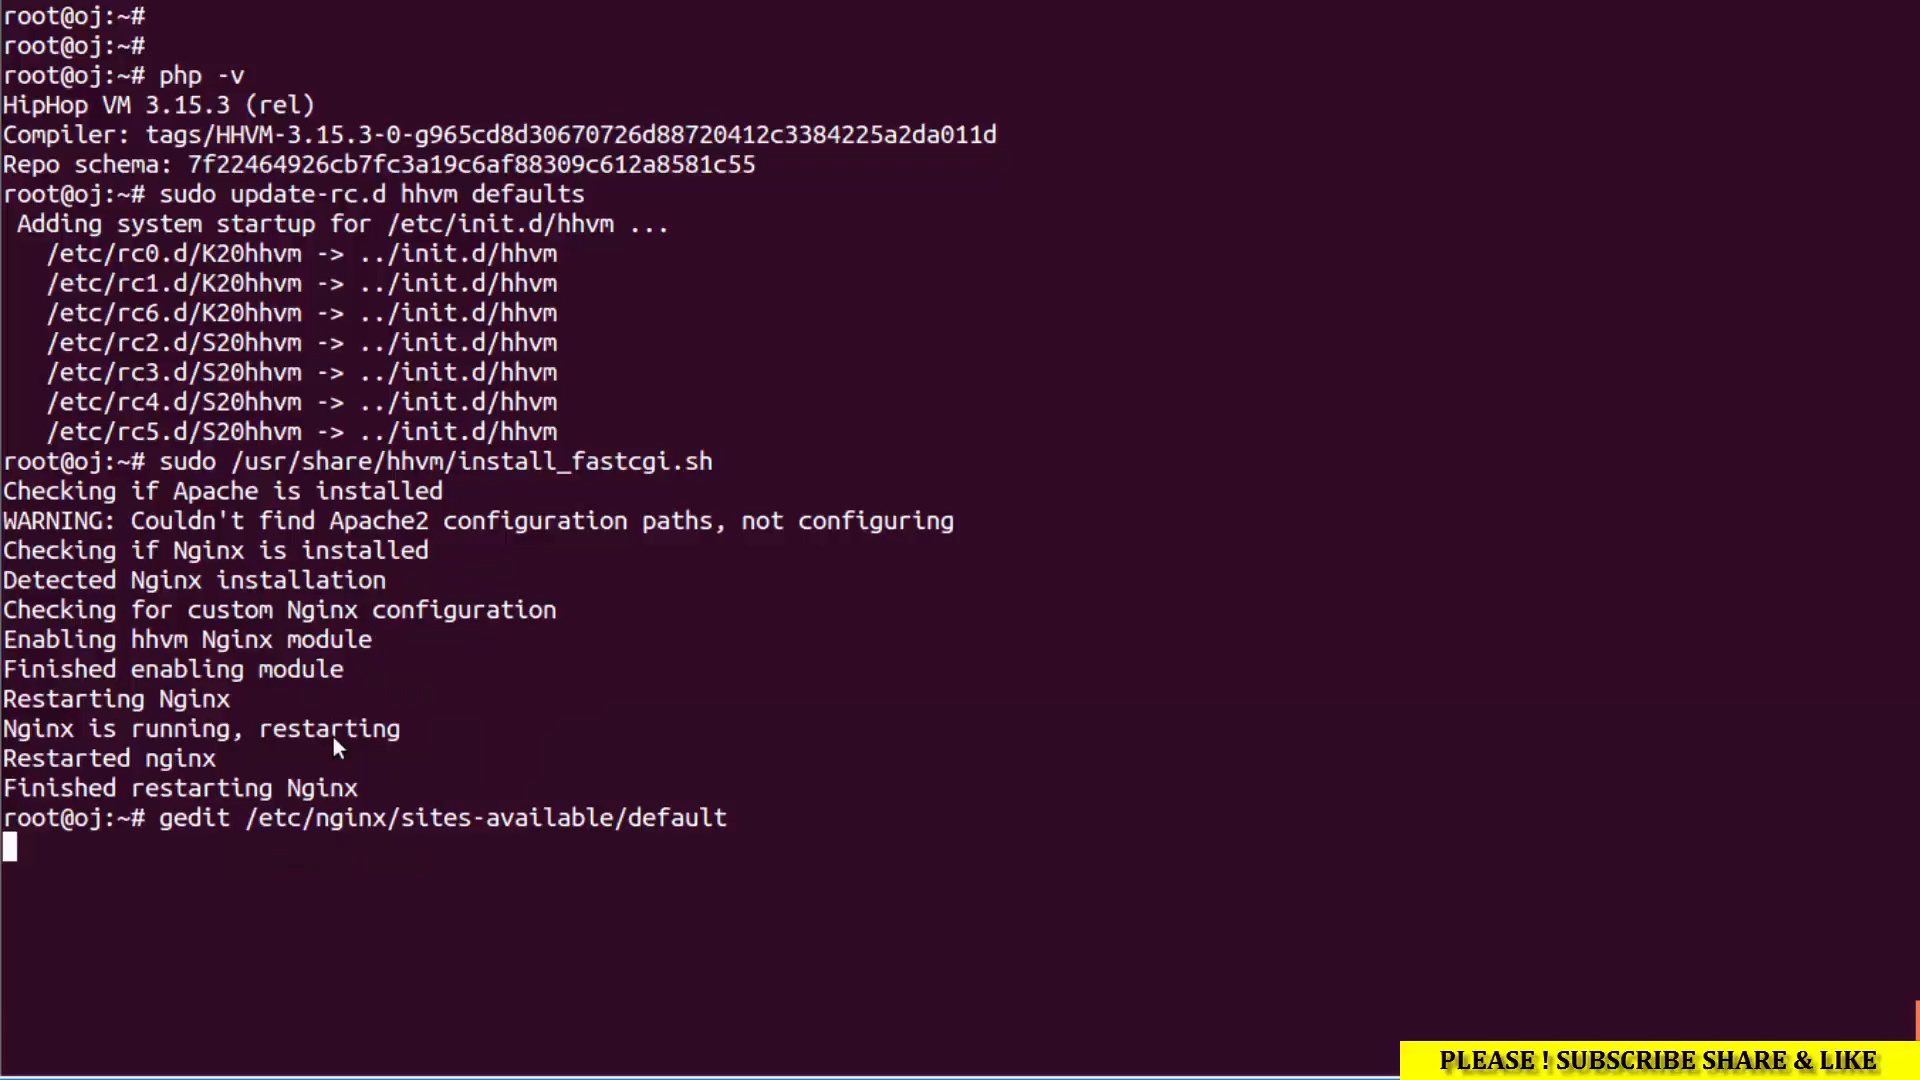 root@oj:~#
root@oj:~#
root@oj:~# php -v
HipHop VM 3.15.3 (rel)
Compiler: tags/HHVM-3.15.3-0-g965cd8d30670726d88720412c3384225a2da011d
Repo schema: 7f22464926cb7fc3a19c6af88309c612a8581c55
root@oj:~# sudo update-rc.d hhvm defaults
 Adding system startup for /etc/init.d/hhvm ...
   /etc/rc0.d/K20hhvm -> ../init.d/hhvm
   /etc/rc1.d/K20hhvm -> ../init.d/hhvm
   /etc/rc6.d/K20hhvm -> ../init.d/hhvm
   /etc/rc2.d/S20hhvm -> ../init.d/hhvm
   /etc/rc3.d/S20hhvm -> ../init.d/hhvm
   /etc/rc4.d/S20hhvm -> ../init.d/hhvm
   /etc/rc5.d/S20hhvm -> ../init.d/hhvm
root@oj:~# sudo /usr/share/hhvm/install_fastcgi.sh
Checking if Apache is installed
WARNING: Couldn't find Apache2 configuration paths, not configuring
Checking if Nginx is installed
Detected Nginx installation
Checking for custom Nginx configuration
Enabling hhvm Nginx module
Finished enabling module
Restarting Nginx
Nginx is running, restarting
Restarted nginx
Finished restarting Nginx
root@oj:~# gedit /etc/nginx/sites-available/default
PLEASE ! SUBSCRIBE SHARE & LIKE